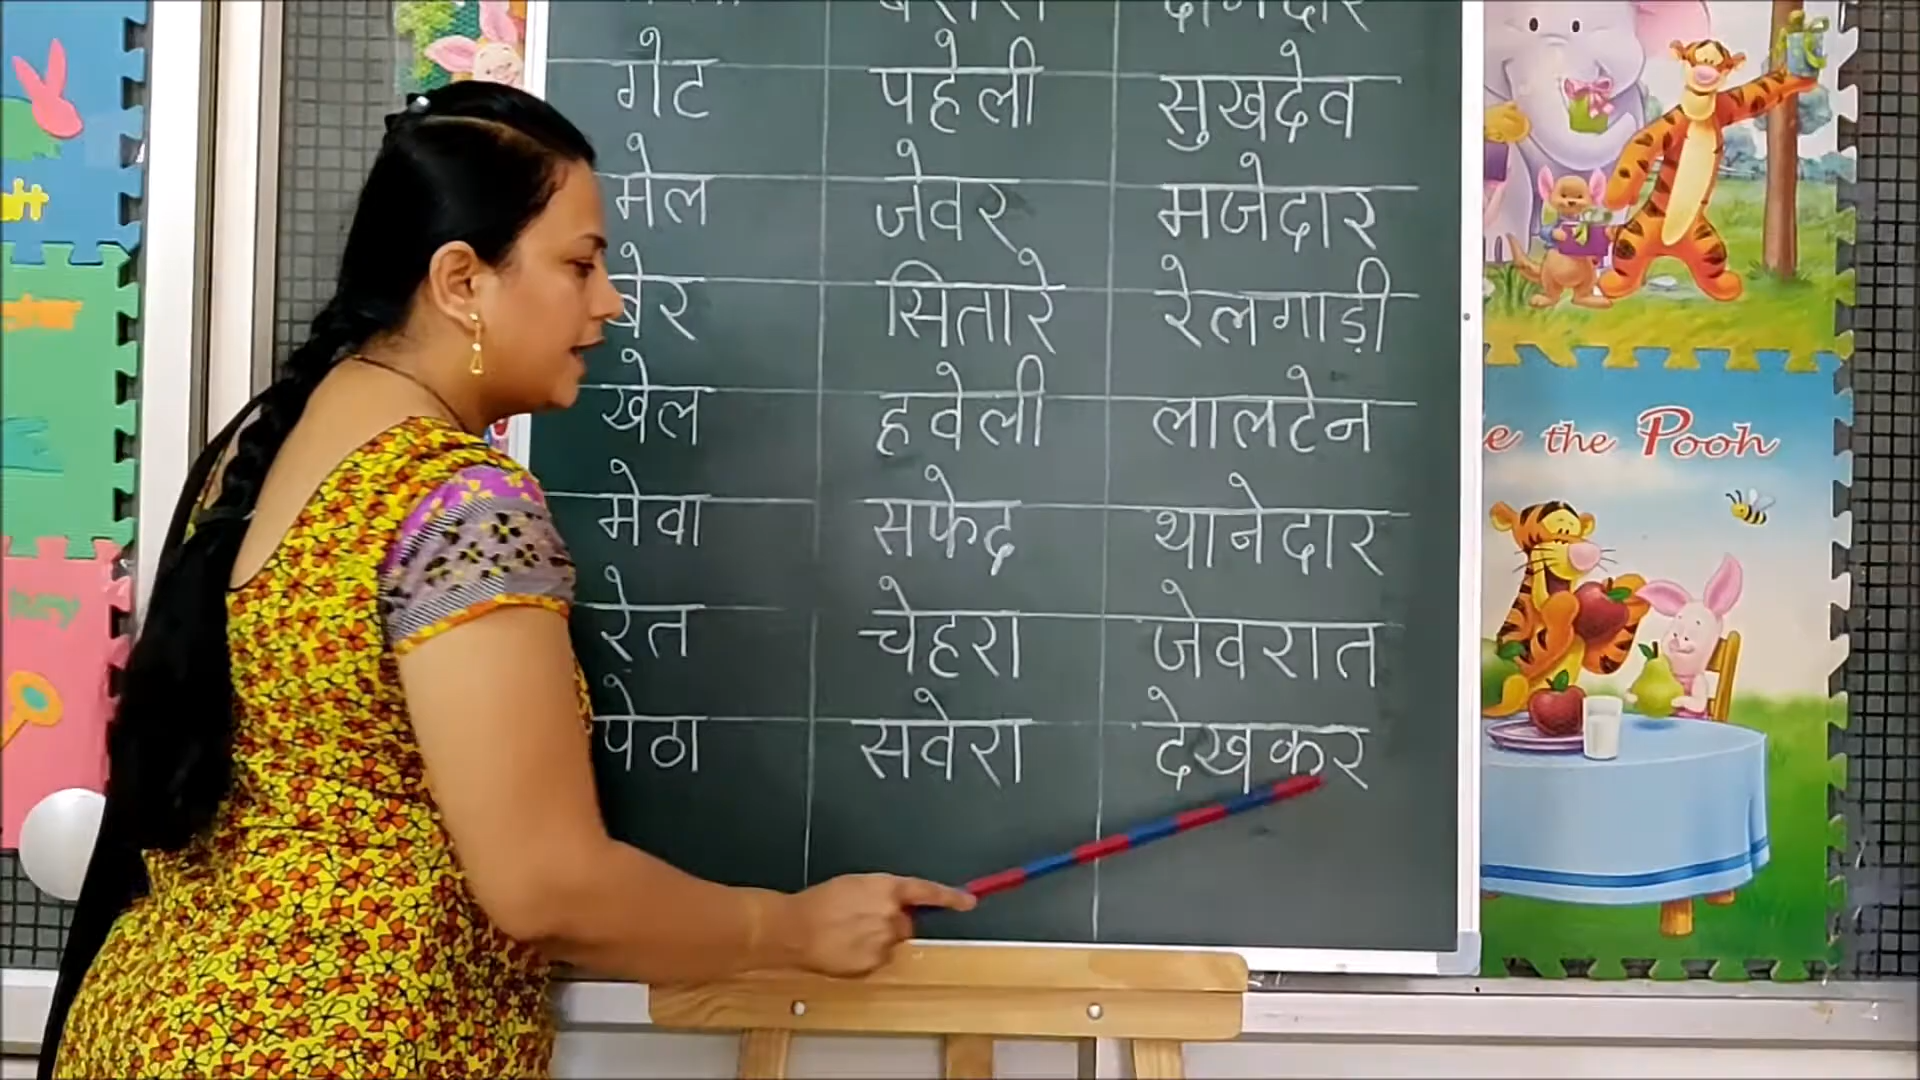 गेट पहेली सुखदेव
मेल जेवर मजेदार
बेर सितारे रेलगाड़ी
खेल हवेली लालटेन
मेवा सफेद थानेदार
रेत चेहरा जेवरात
पेठा सवेरा देखकर
the Pooh